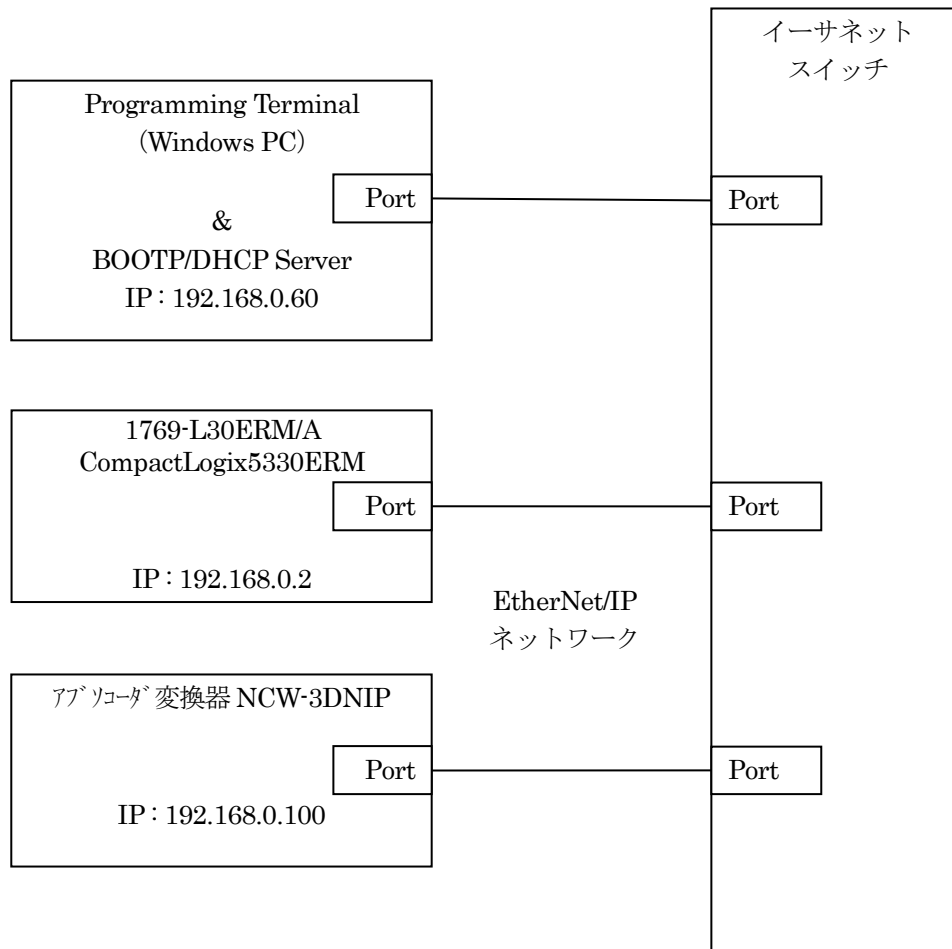 イーサネット
スイッチ
Programming Terminal
(Windows PC)
Port
Port
&
BOOTP/DHCP Server
IP：192.168.0.60
1769-L30ERM/A
CompactLogix5330ERM
Port
Port
IP：192.168.0.2
EtherNet/IP
ネットワーク
ｱﾌﾞｿｺｰﾀﾞ変換器 NCW-3DNIP
Port
Port
IP：192.168.0.100